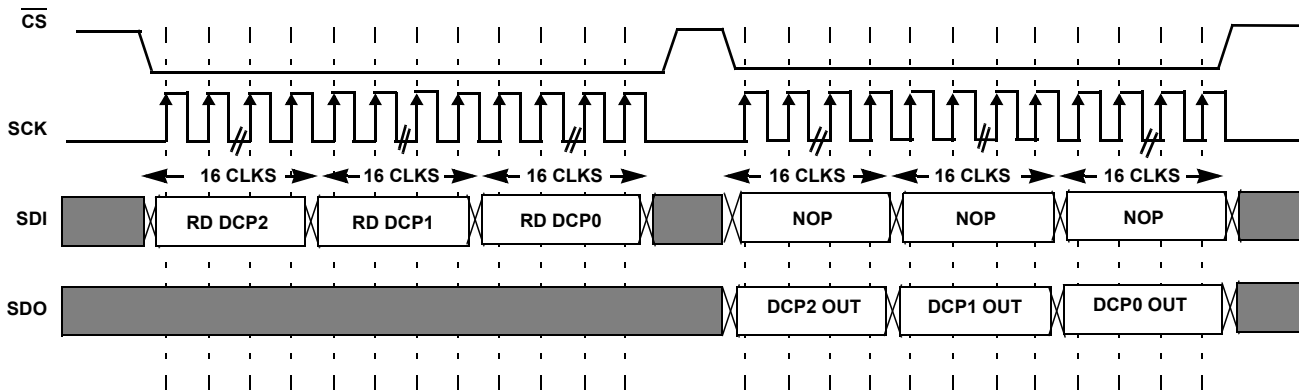 CS
SCK
16 CLKS 16 CLKS 16 CLKS 16 CLKS 16 CLKS 16 CLKS
SDI RD DCP2 RD DCP1 RD DCP0 NOP NOP NOP
SDO DCP2 OUT DCP1 OUT DCP0 OUT